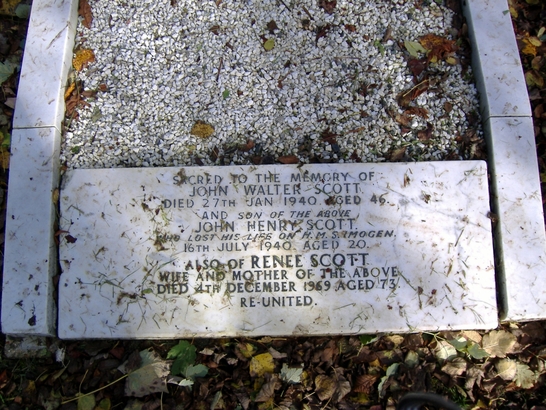 SACRED TO THE MEMORY OF
JOHN WALTER SCOTT
DIED 27TH JAN 1940 AGED 46.
AND SON OF THE ABOVE
JOHN HENRY SCOTT
WHO LOST HIS LIFE ON H.M.S. IMOGEN.
16TH JULY 1940. AGED 20.
ALSO OF RENEE SCOTT
WIFE AND MOTHER OF THE ABOVE
DIED 4TH DECEMBER 1969 AGED 73.
RE-UNITED.